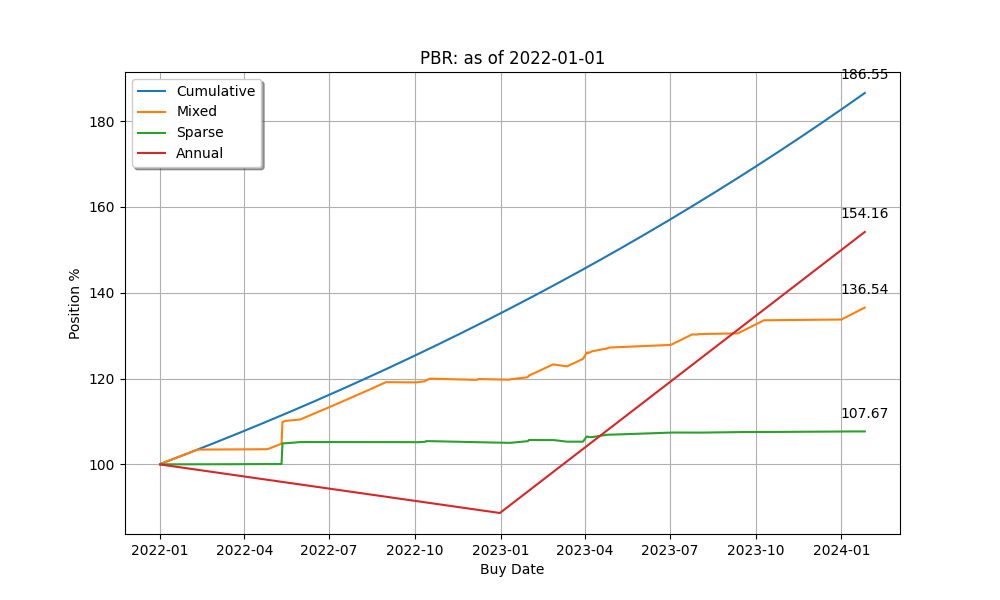 PBR: as of 2022-01-01
186.55
Cumulative
Mixed
Sparse
Annual
180
160
154.16
140
136.54
120
107.67
100
Position %
2022-01 2022-04 2022-07 2022-10 2023-01 2023-04 2023-07 2023-10 2024-01
Buy Date